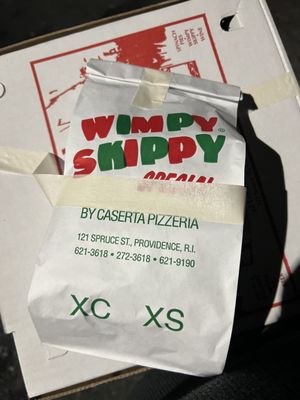 WIMPY®
SKIPPY
SPECIAL
BY CASERTA PIZZERIA
121 SPRUCE ST., PROVIDENCE, R.I.
621-3618 • 272-3618 • 621-9190
XC XS